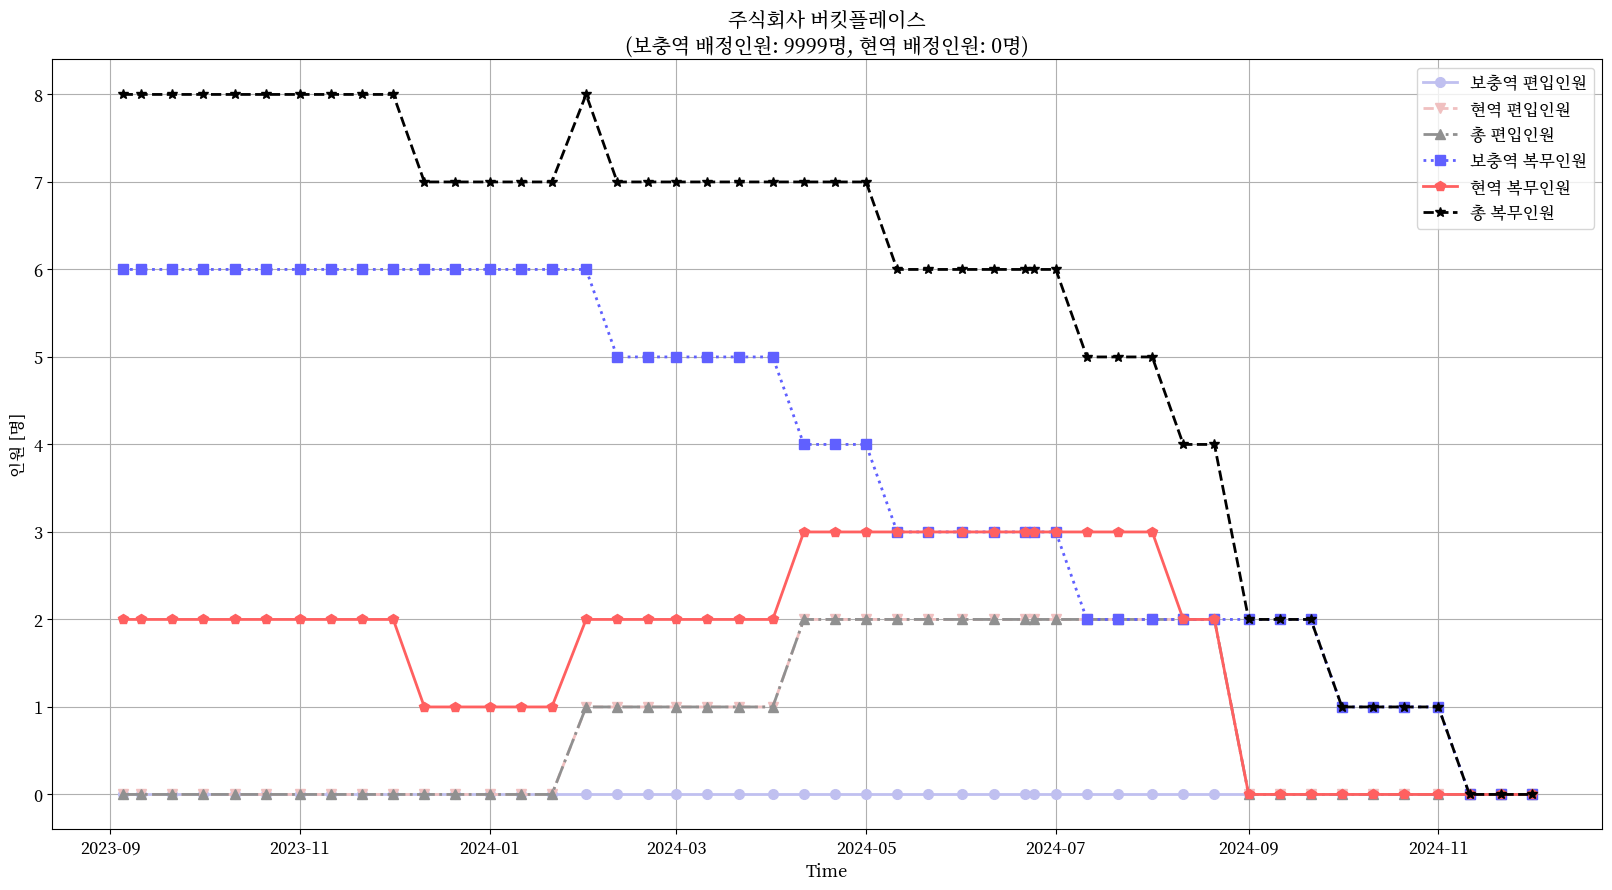 주식회사 버킷플레이스
(보충역 배정인원: 9999명, 현역 배정인원: 0명)
보충역 편입인원
현역 편입인원
총 편입인원
보충역 복무인원
현역 복무인원
총 복무인원
인원 [명]
8
7
6
5
4
3
2
1
0
2023-09
2023-11
2024-01
2024-03
2024-05
2024-07
2024-09
2024-11
Time